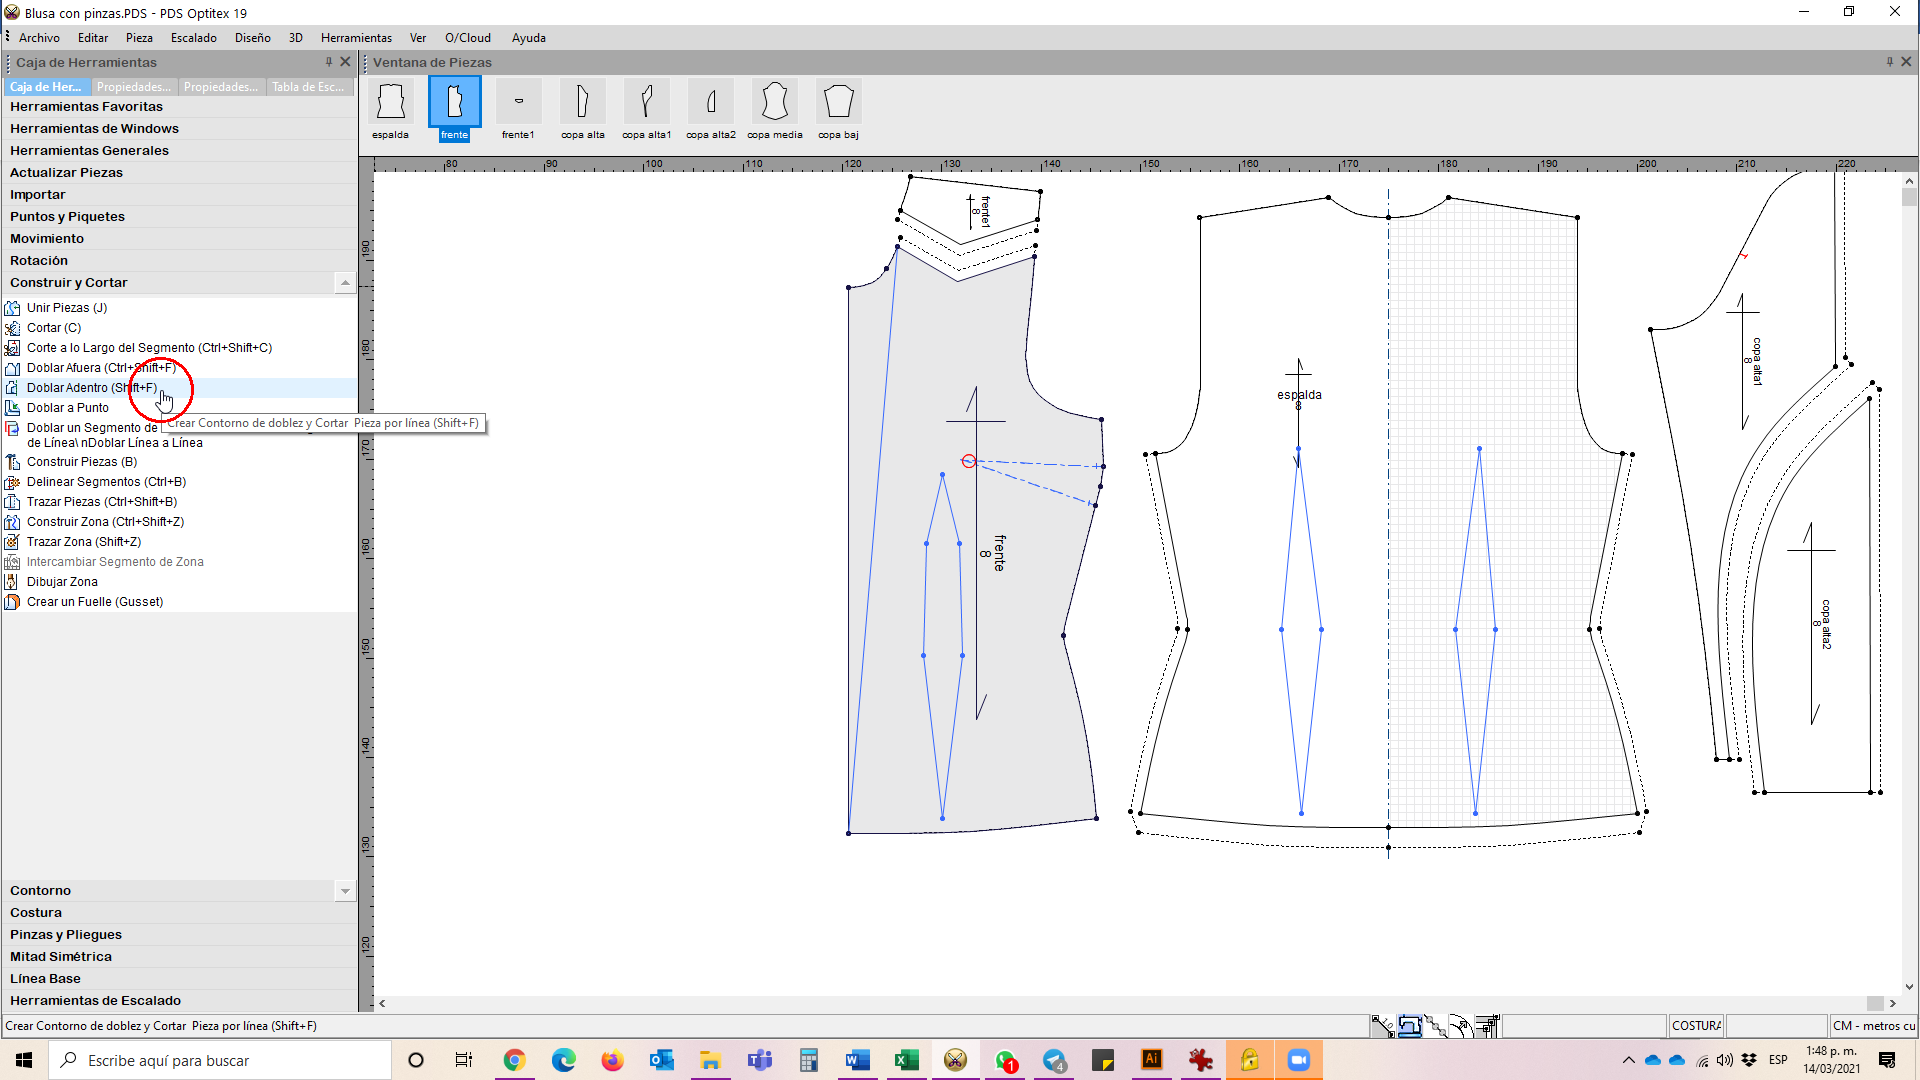 Blusa con pinzas.PDS - PDS Optitex 19
Archivo Editar Pieza Escalado Diseño 3D Herramientas Ver O/Cloud Ayuda
Caja de Herramientas
Ventana de Piezas
Caja de Her... Propiedades... Propiedades... Tabla de Esc...
espalda frente frente1 copa alta copa alta1 copa alta2 copa media copa baj
Herramientas Favoritas
Herramientas de Windows
Herramientas Generales
Actualizar Piezas
Importar
Puntos y Piquetes
Movimiento
Rotación
Construir y Cortar
Unir Piezas (J)
Cortar (C)
Corte a lo Largo del Segmento (Ctrl+Shift+C)
Doblar Afuera (Ctrl+Shift+F)
Doblar Adentro (Shift+F)
Doblar a Punto
Doblar un Segmento de
de Línea\ nDoblar Línea a Línea
Crear Contorno de doblez y Cortar Pieza por línea (Shift+F)
Construir Piezas (B)
Delinear Segmentos (Ctrl+B)
Trazar Piezas (Ctrl+Shift+B)
Construir Zona (Ctrl+Shift+Z)
Trazar Zona (Shift+Z)
Intercambiar Segmento de Zona
Dibujar Zona
Crear un Fuelle (Gusset)
Contorno
Costura
Pinzas y Pliegues
Mitad Simétrica
Línea Base
Herramientas de Escalado
80 90 100 110 120 130 140 150 160 170 180 190 200 210 220
190
180
170
160
150
140
130
120
frente1
8
frente
8
espalda
8
copa alta1
8
copa alta2
8
Crear Contorno de doblez y Cortar Pieza por línea (Shift+F)
COSTURA
CM - metros cu
Escribe aquí para buscar
1
4
ESP
1:48 p. m.
14/03/2021